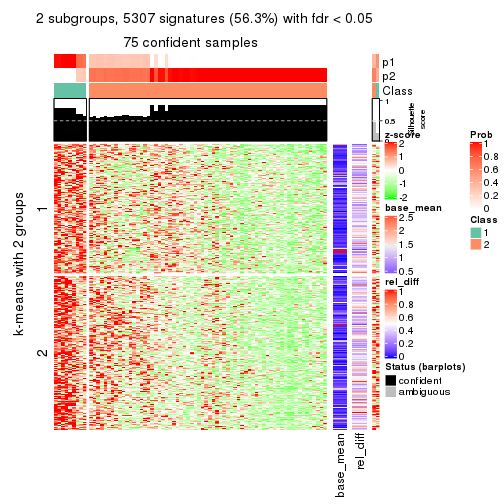 2 subgroups, 5307 signatures (56.3%) with fdr < 0.05
75 confident samples
p1
p2
Class
1
0.5
0
Silhouette
score
k-means with 2 groups
1
2
base_mean
rel_diff
z-score
2
1
0
-1
-2
base_mean
2.5
2
1.5
1
0.5
rel_diff
1
0.8
0.6
0.4
0.2
0
Status (barplots)
confident
ambiguous
Prob
1
0.8
0.6
0.4
0.2
0
Class
1
2